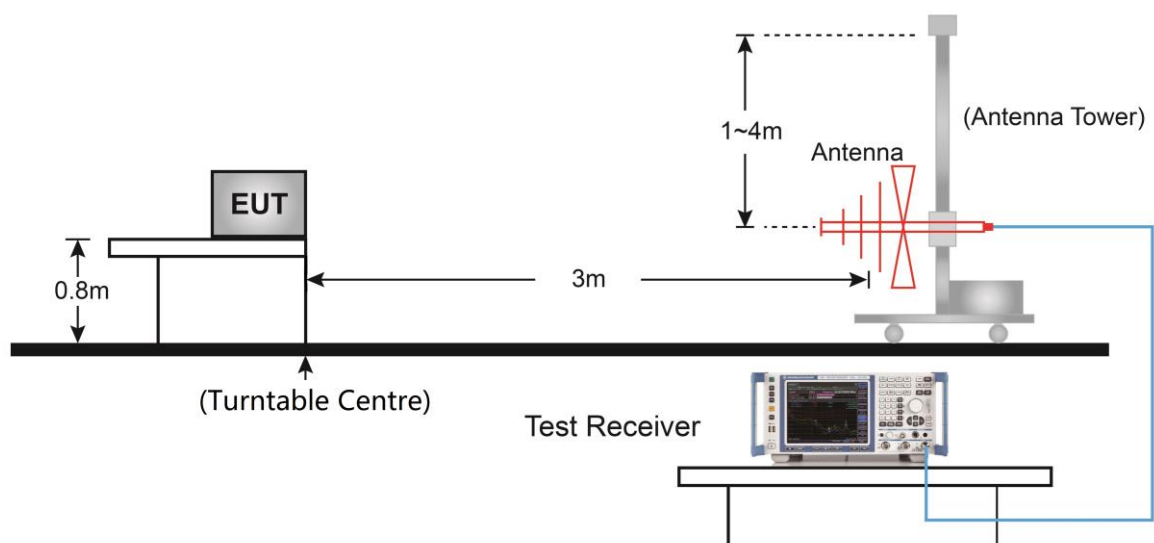 1~4m
(Antenna Tower)
Antenna
EUT
0.8m
3m
(Turntable Centre)
Test Receiver